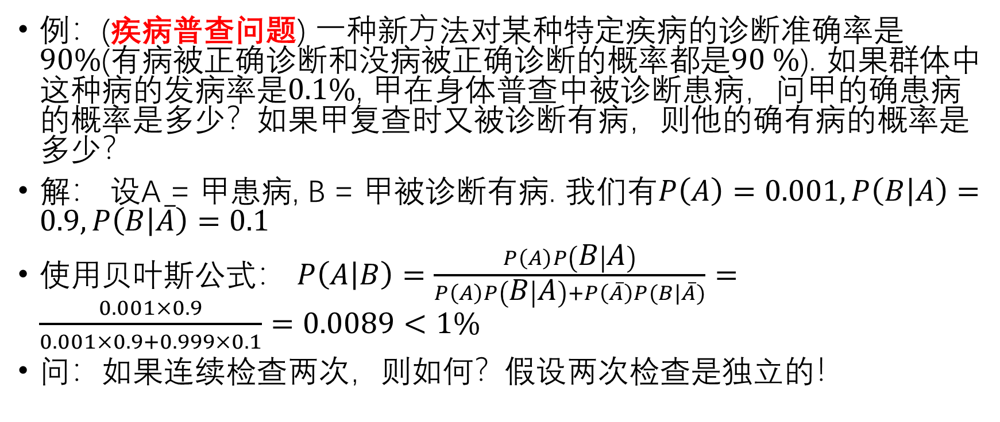 • 例：(疾病普查问题) 一种新方法对某种特定疾病的诊断准确率是
90%(有病被正确诊断和没病被正确诊断的概率都是90 %). 如果群体中
这种病的发病率是0.1%, 甲在身体普查中被诊断患病， 问甲的确患病
的概率是多少？如果甲复查时又被诊断有病， 则他的确有病的概率是
多少？
• 解： 设A = 甲患病, B = 甲被诊断有病. 我们有P(A) = 0.001, P(B|A) =
0.9, P(B|Ā) = 0.1
• 使用贝叶斯公式： P(A|B) = \frac{P(A)P(B|A)}{P(A)P(B|A)+P(Ā)P(B|Ā)} =
\frac{0.001×0.9}{0.001×0.9+0.999×0.1} = 0.0089 < 1%
• 问： 如果连续检查两次， 则如何？假设两次检查是独立的！